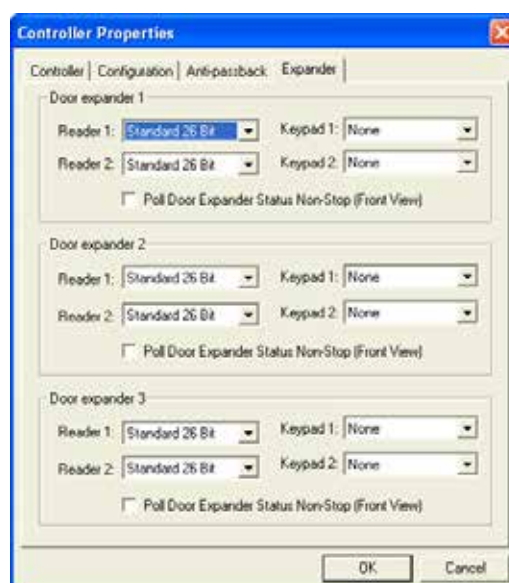 Controller Properties
Controller Configuration Anti-passback Expander
Door expander 1
Reader 1: Standard 26 Bit Keypad 1: None
Reader 2: Standard 26 Bit Keypad 2: None
Poll Door Expander Status Non-Stop (Front View)
Door expander 2
Reader 1: Standard 26 Bit Keypad 1: None
Reader 2: Standard 26 Bit Keypad 2: None
Poll Door Expander Status Non-Stop (Front View)
Door expander 3
Reader 1: Standard 26 Bit Keypad 1: None
Reader 2: Standard 26 Bit Keypad 2: None
Poll Door Expander Status Non-Stop (Front View)
OK Cancel